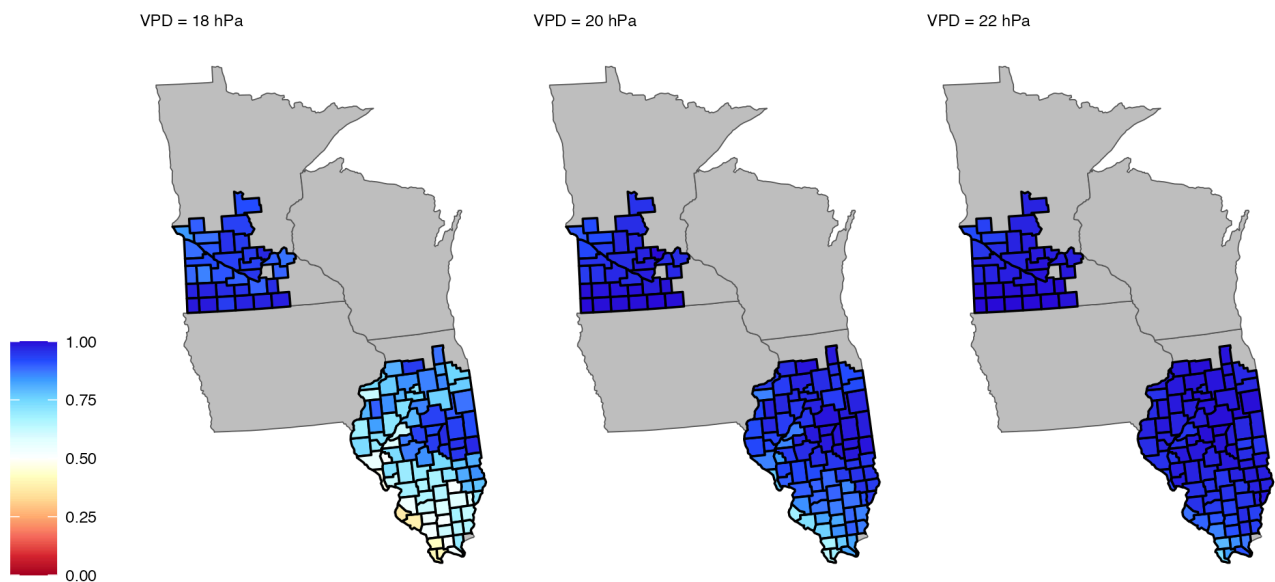 VPD = 18 hPa
VPD = 20 hPa
VPD = 22 hPa
1.00
0.75
0.50
0.25
0.00